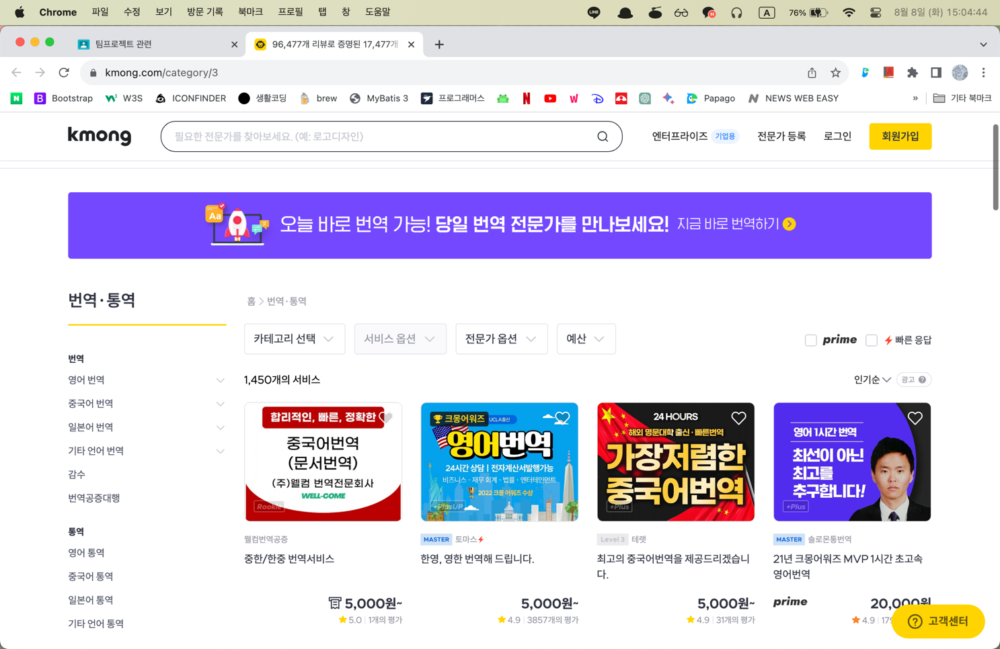 Chrome 파일 수정 보기 방문 기록 북마크 프로필 탭 창 도움말 LINE N A 76% 8월 8일 (화) 15:04:44
팀프로젝트 관련
96,477개 리뷰로 증명된 17,477개
kmong.com/category/3
N B Bootstrap W3S ICONFINDER 생활코딩 brew MyBatis 3 프로그래머스 N W Papago N NEWS WEB EASY » 기타 북마크
kmong 필요한 전문가를 찾아보세요. (예: 로고디자인) 엔터프라이즈 기업용 전문가 등록 로그인 회원가입
Aa 오늘 바로 번역 가능! 당일 번역 전문가를 만나보세요! 지금 바로 번역하기
번역·통역
홈 > 번역·통역
카테고리 선택 서비스 옵션 전문가 옵션 예산 prime 빠른 응답
1,450개의 서비스 인기순 광고
번역
영어 번역
중국어 번역
일본어 번역
기타 언어 번역
감수
번역공증대행
통역
영어 통역
중국어 통역
일본어 통역
기타 언어 통역
합리적인, 빠른, 정확한
중국어번역
(문서번역)
(주)웰컴 번역전문회사
WELL-COME
Rookie
웰컴번역공증
중한/한중 번역서비스
5,000원~
5.0 | 1개의 평가
크몽어워즈 UCLA출신
영어번역
24시간 상담 | 전자계산서발행가능
비즈니스 · 재무 회계 · 법률 · 엔터테인먼트
2022 크몽 어워즈 수상
+PlusUP
MASTER 토마스
한영, 영한 번역해 드립니다.
5,000원~
4.9 | 3857개의 평가
24 HOURS
해외 명문대학 출신 · 빠른번역
가장저렴한
중국어번역
+Plus
Level 3 테랫
최고의 중국어번역을 제공드리겠습니
다.
5,000원~
4.9 | 31개의 평가
영어 1시간 번역
최선이 아닌
최고를
추구합니다!
+Plus
MASTER 솔로몬통번역
21년 크몽어워즈 MVP 1시간 초고속
영어번역
prime 20,000원
4.9
고객센터